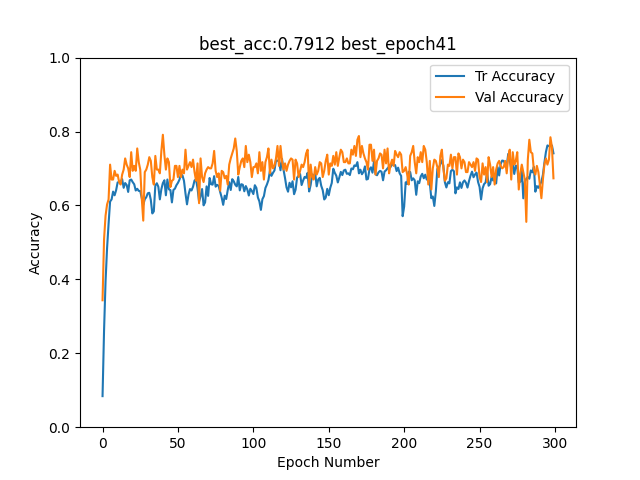 best_acc:0.7912 best_epoch41
Tr Accuracy
Val Accuracy
1.0
0.8
0.6
0.4
0.2
0.0
Accuracy
0 50 100 150 200 250 300
Epoch Number